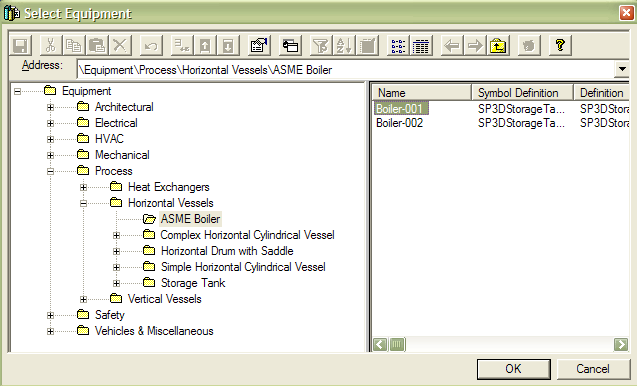 Select Equipment
Address: \Equipment\Process\Horizontal Vessels\ASME Boiler
Equipment
Architectural
Electrical
HVAC
Mechanical
Process
Heat Exchangers
Horizontal Vessels
ASME Boiler
Complex Horizontal Cylindrical Vessel
Horizontal Drum with Saddle
Simple Horizontal Cylindrical Vessel
Storage Tank
Vertical Vessels
Safety
Vehicles & Miscellaneous
Name Symbol Definition Definition
Boiler-001 SP3DStorageTa... SP3DStora
Boiler-002 SP3DStorageTa... SP3DStora
OK Cancel